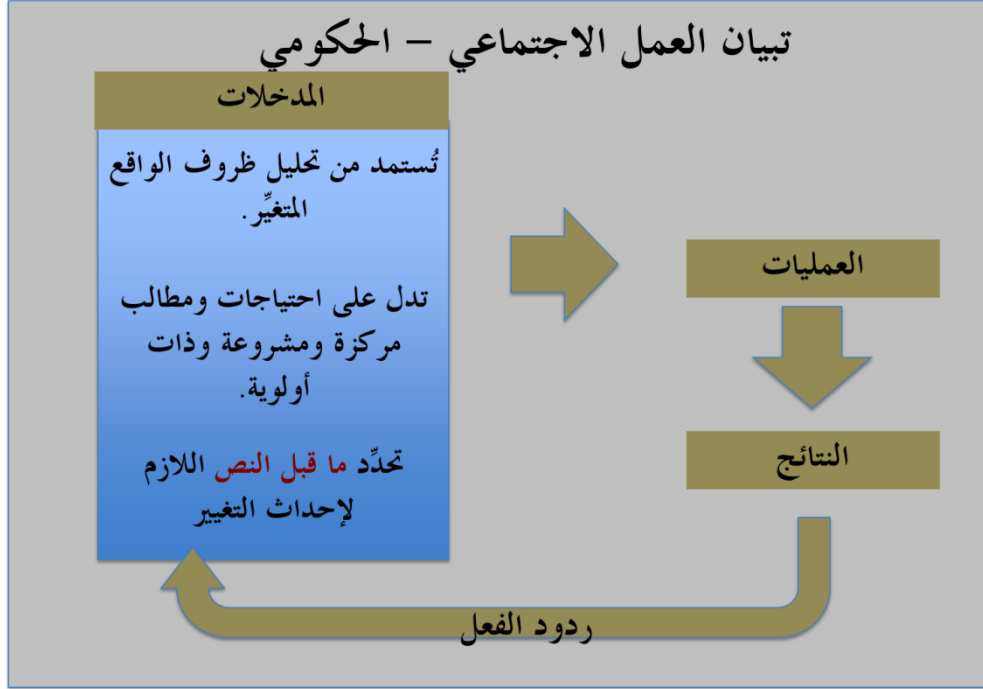 تبيان العمل الاجتماعي – الحكومي
المدخلات
تُستمد من تحليل ظروف الواقع
المتغيِّر.
تدل على احتياجات ومطالب
مركزة ومشروعة وذات
أولوية.
تحدِّد ما قبل النص اللازم
لإحداث التغيير
العمليات
النتائج
ردود الفعل